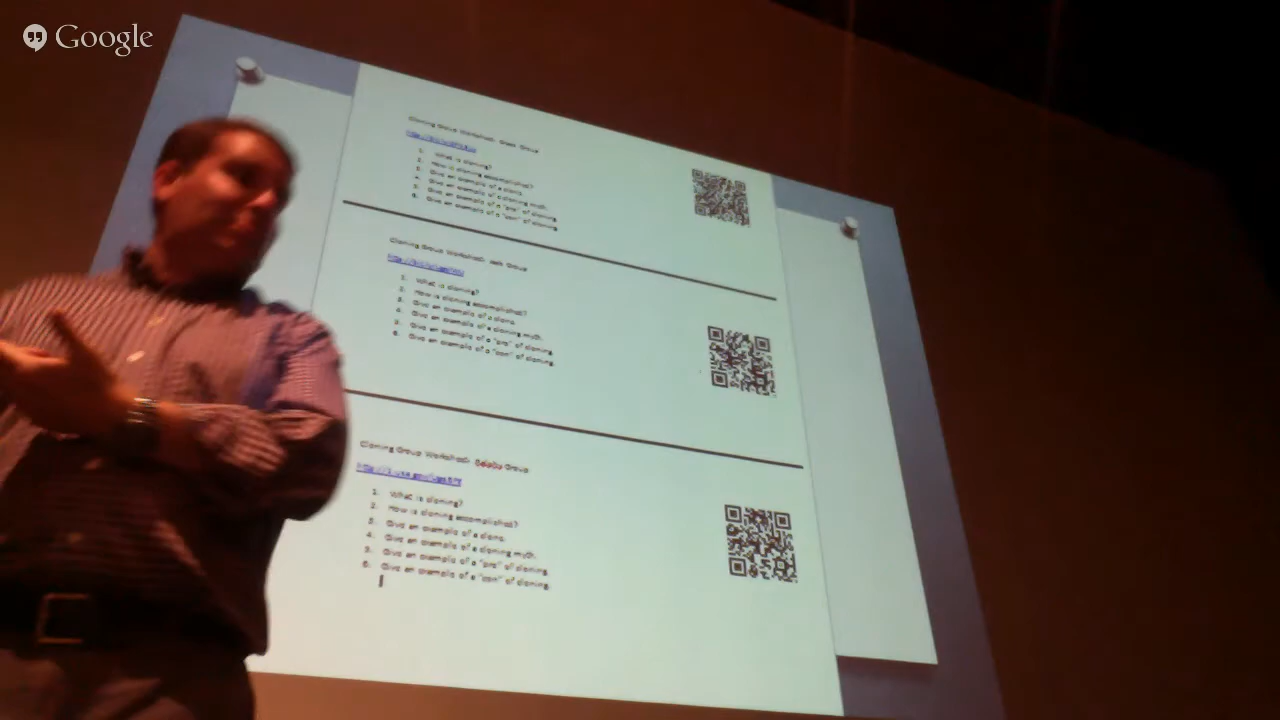 Google
Cloning Group Worksheet- Group
1. What is cloning?
2. How is cloning accomplished?
3. Give an example of a clone.
4. Give an example of a cloning myth.
5. Give an example of a "pro" of cloning.
6. Give an example of a "con" of cloning.
Cloning Group Worksheet- Group
1. What is cloning?
2. How is cloning accomplished?
3. Give an example of a clone.
4. Give an example of a cloning myth.
5. Give an example of a "pro" of cloning.
6. Give an example of a "con" of cloning.
Cloning Group Worksheet- Group
1. What is cloning?
2. How is cloning accomplished?
3. Give an example of a clone.
4. Give an example of a cloning myth.
5. Give an example of a "pro" of cloning.
6. Give an example of a "con" of cloning.